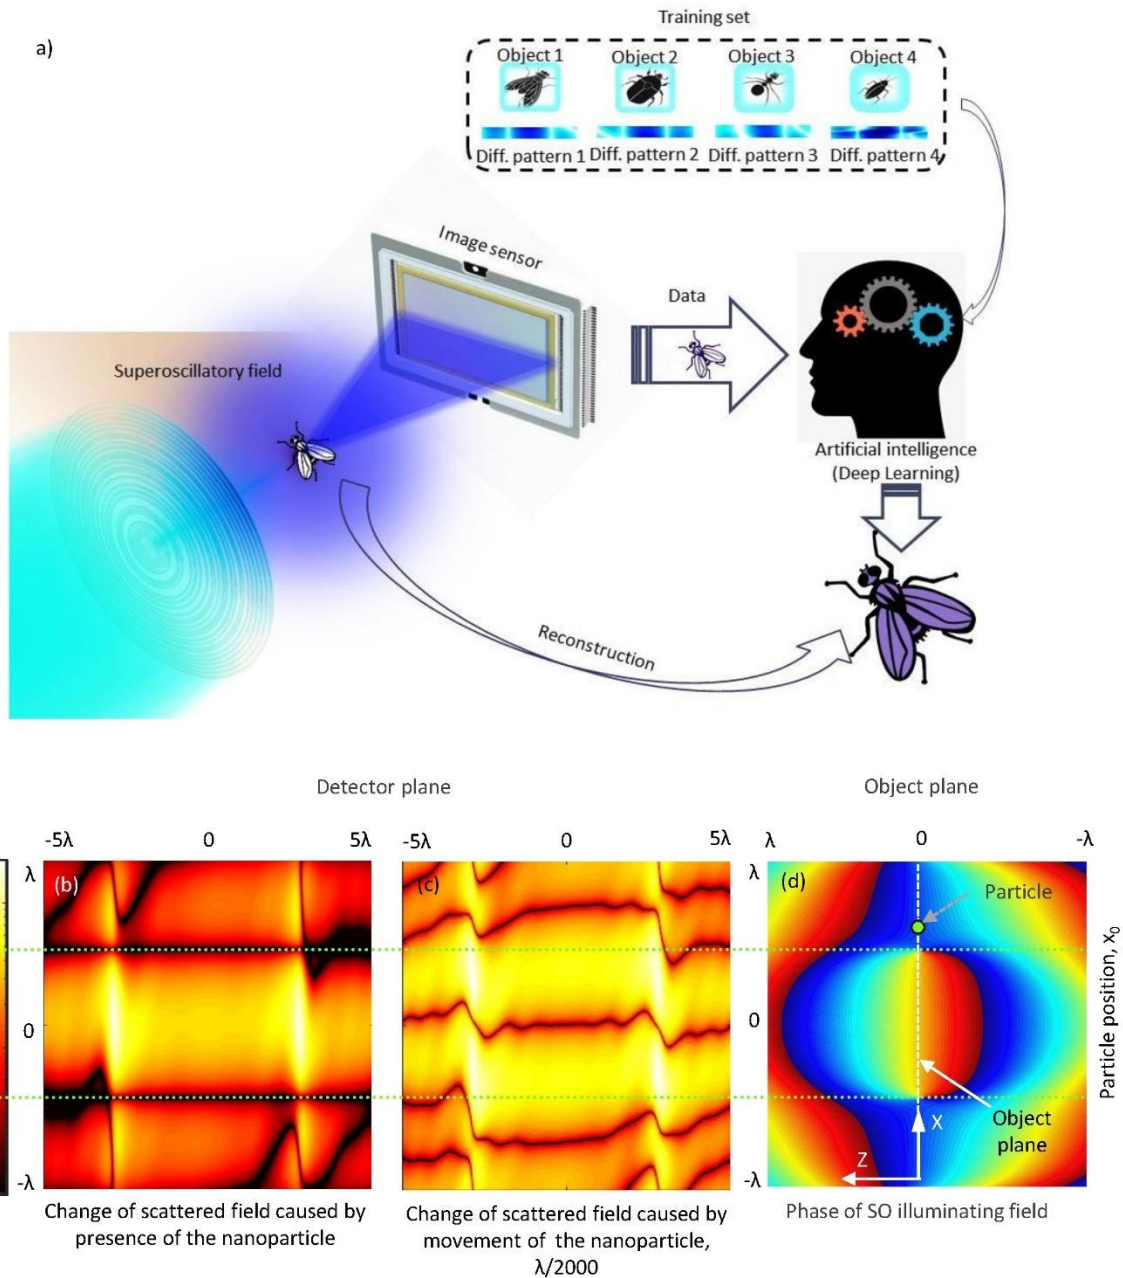 Training set
a)
Object 1 Object 2 Object 3 Object 4
Diff. pattern 1 Diff. pattern 2 Diff. pattern 3 Diff. pattern 4
Image sensor
Data
Superoscillatory field
Artificial intelligence
(Deep Learning)
Reconstruction
Detector plane
Object plane
-5λ 0 5λ
-5λ 0 5λ
λ 0 -λ
λ
0
-λ
(b)
(c)
λ
0
-λ
(d)
Particle
Object
plane
X
Z
Particle position, x₀
Change of scattered field caused by
presence of the nanoparticle
Change of scattered field caused by
movement of the nanoparticle,
λ/2000
Phase of SO illuminating field